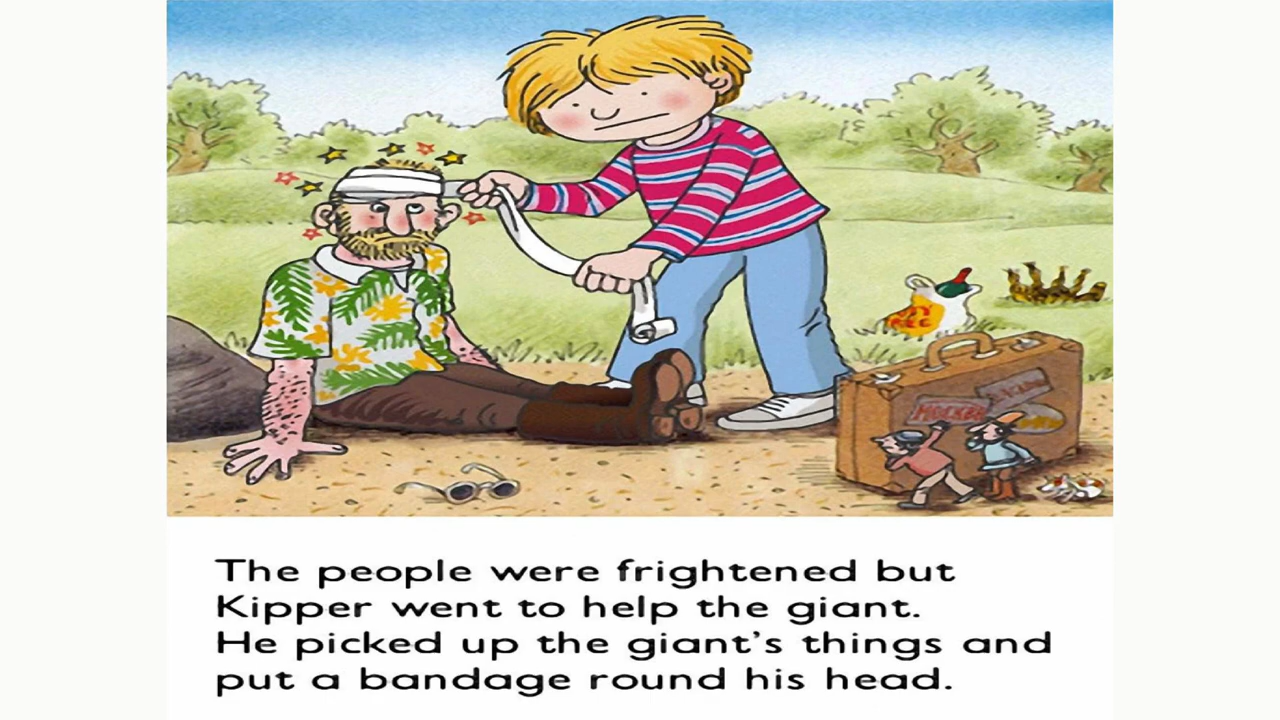 The people were frightened but
Kipper went to help the giant.
He picked up the giant's things and
put a bandage round his head.